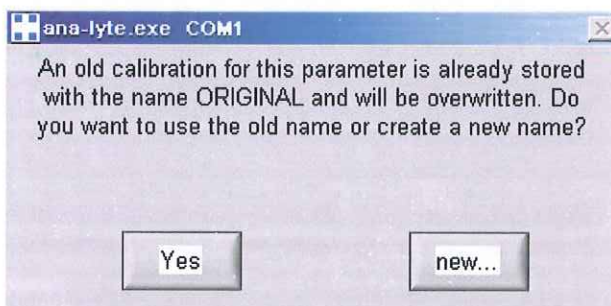 ana-lyte.exe COM1
An old calibration for this parameter is already stored
with the name ORIGINAL and will be overwritten. Do
you want to use the old name or create a new name?
Yes
new...